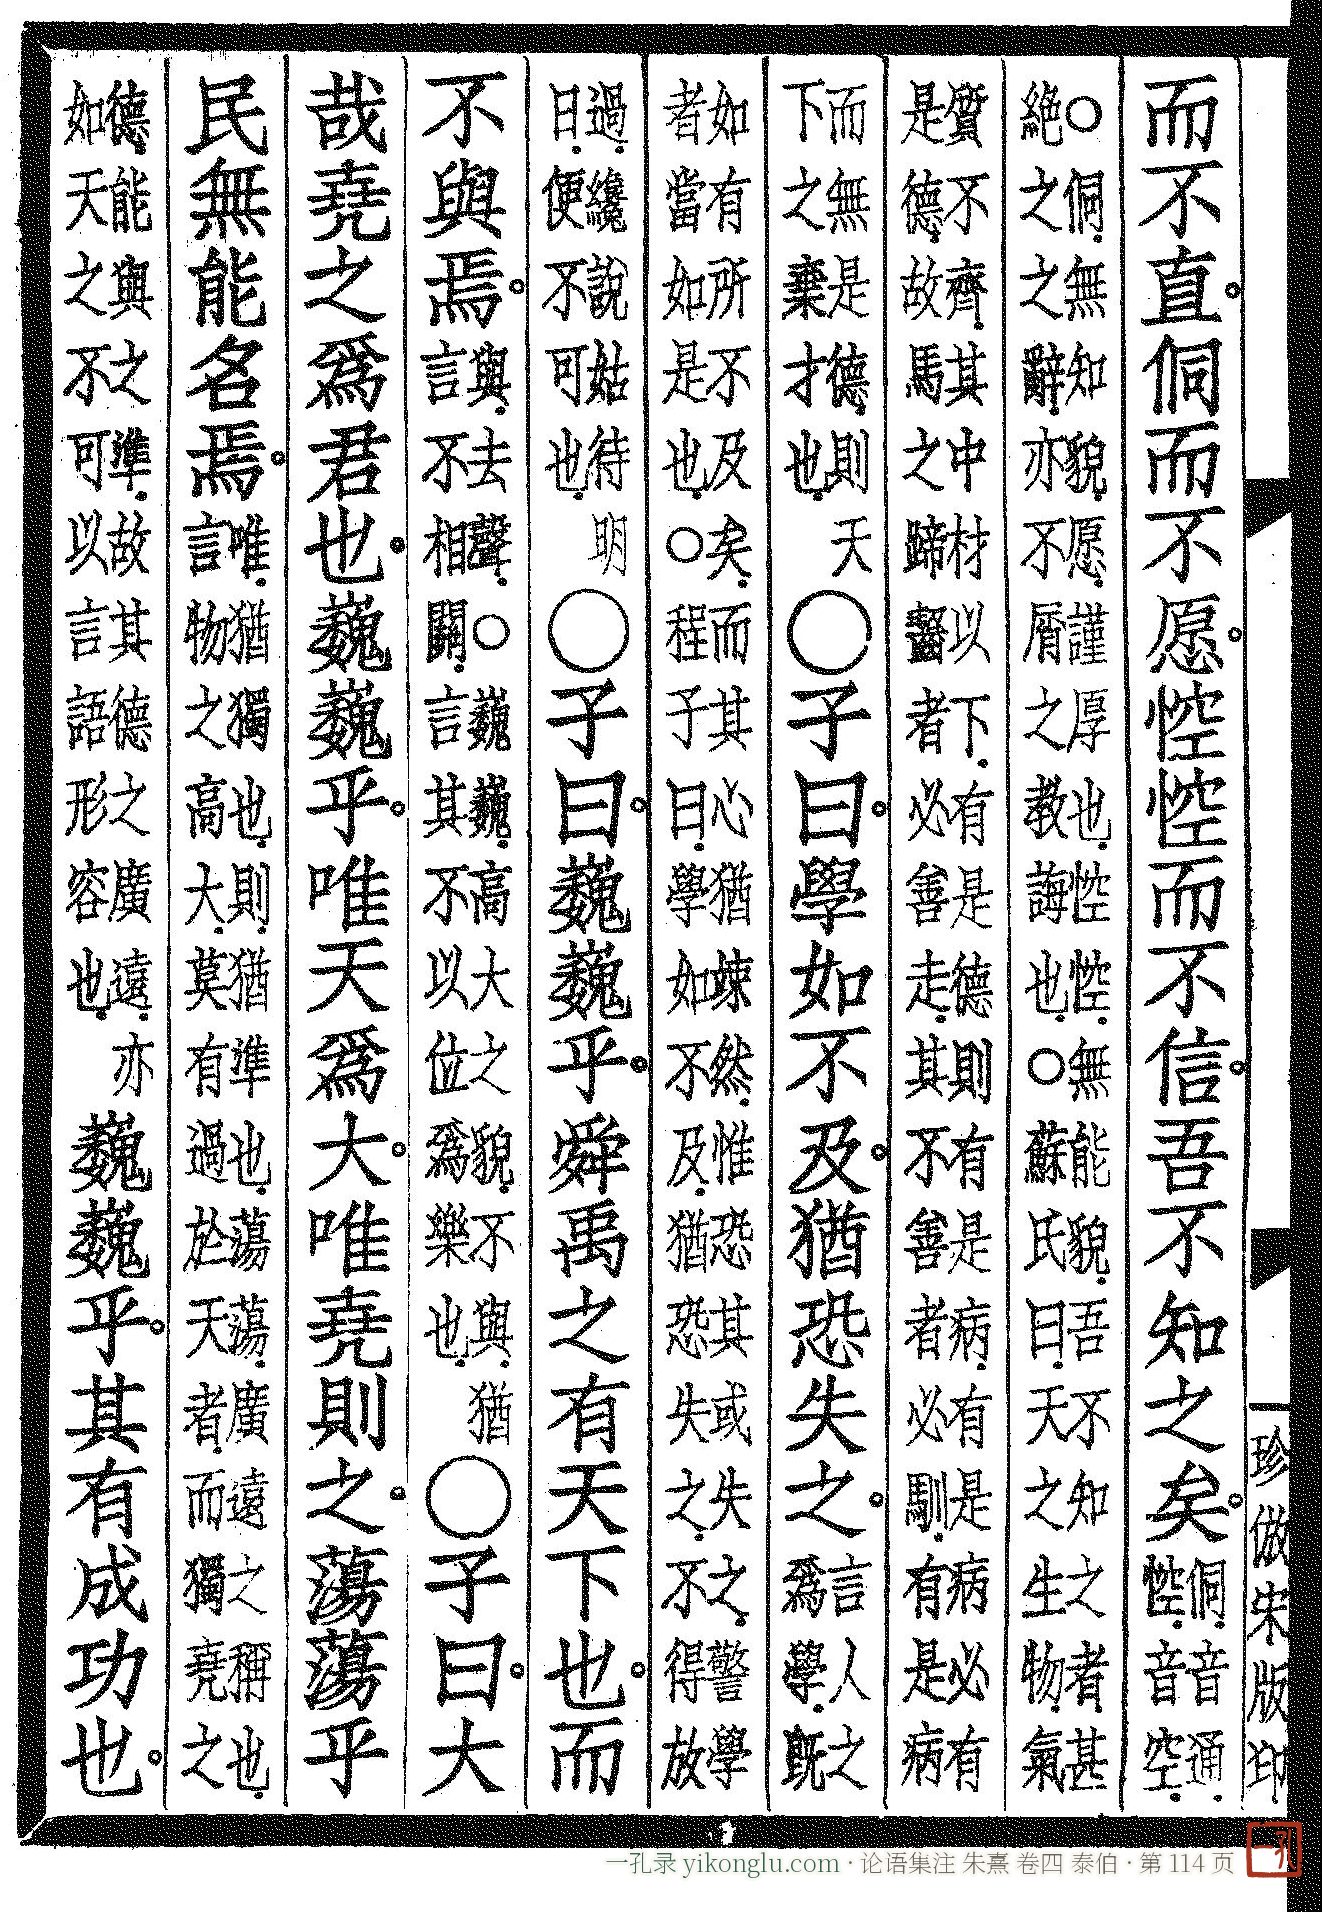 而不直。侗而不愿。悾悾而不信。吾不知之矣。侗音通
悾音空
○侗無知貌愿謹厚也悾悾無能貌吾不知之者甚
絕之之辭亦不屑之教誨也○蘇氏曰天之生物氣
質不齊其中材以下有是德則有是病有是病必有
是德故馬之蹄齧者必善走其不善者必馴有是病
而無是德則天
下之棄才也
○子曰。學如不及。猶恐失之。言人之
爲學既
如有所不及矣而其心猶竦然惟恐其或失之警學
者當如是也○程子曰學如不及猶恐失之不得放
過纔說姑待明
日便不可也
○子曰。巍巍乎。舜禹之有天下也。而
不與焉。與去聲○巍巍高大之貌不與猶
言不相關言其不以位爲樂也
○子曰。大
哉堯之爲君也。巍巍乎。唯天爲大。唯堯則之。蕩蕩乎
民無能名焉。唯猶獨也則猶準也蕩蕩廣遠之稱也
言物之高大莫有過於天者而獨堯之
德能與之準故其德之廣遠亦
如天之不可以言語形容也
巍巍乎。其有成功也。
珍倣宋版印
一孔录 yikonglu.com · 论语集注 朱熹 卷四 泰伯 · 第 114 页
一孔